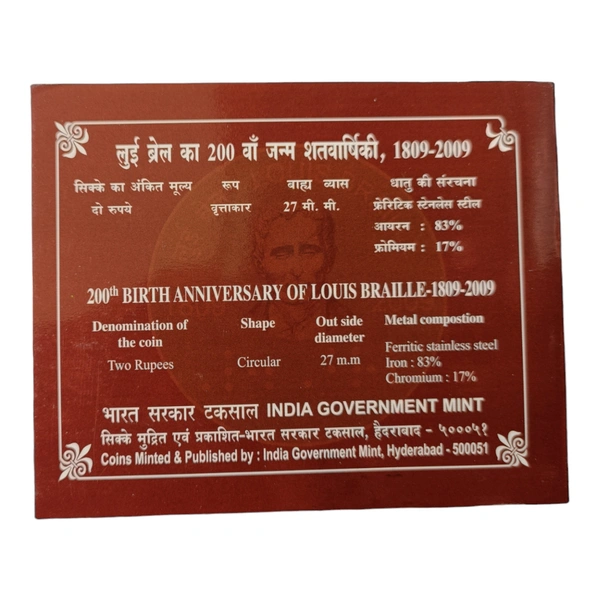 लुई ब्रेल का 200 वाँ जन्म शतवार्षिकी, 1809-2009
सिक्के का अंकित मूल्य रूप बाह्य व्यास धातु की संरचना
दो रुपये वृत्ताकार 27 मी. मी. फ्रेरिटिक स्टेनलेस स्टील
आयरन : 83%
फ्रोमियम : 17%
200th BIRTH ANNIVERSARY OF LOUIS BRAILLE-1809-2009
Denomination of the coin Shape Out side diameter Metal compostion
Two Rupees Circular 27 m.m Ferritic stainless steel
Iron : 83%
Chromium : 17%
भारत सरकार टकसाल INDIA GOVERNMENT MINT
सिक्के मुद्रित एवं प्रकाशित-भारत सरकार टकसाल, हैदराबाद - ५०००५१
Coins Minted & Published by : India Government Mint, Hyderabad - 500051